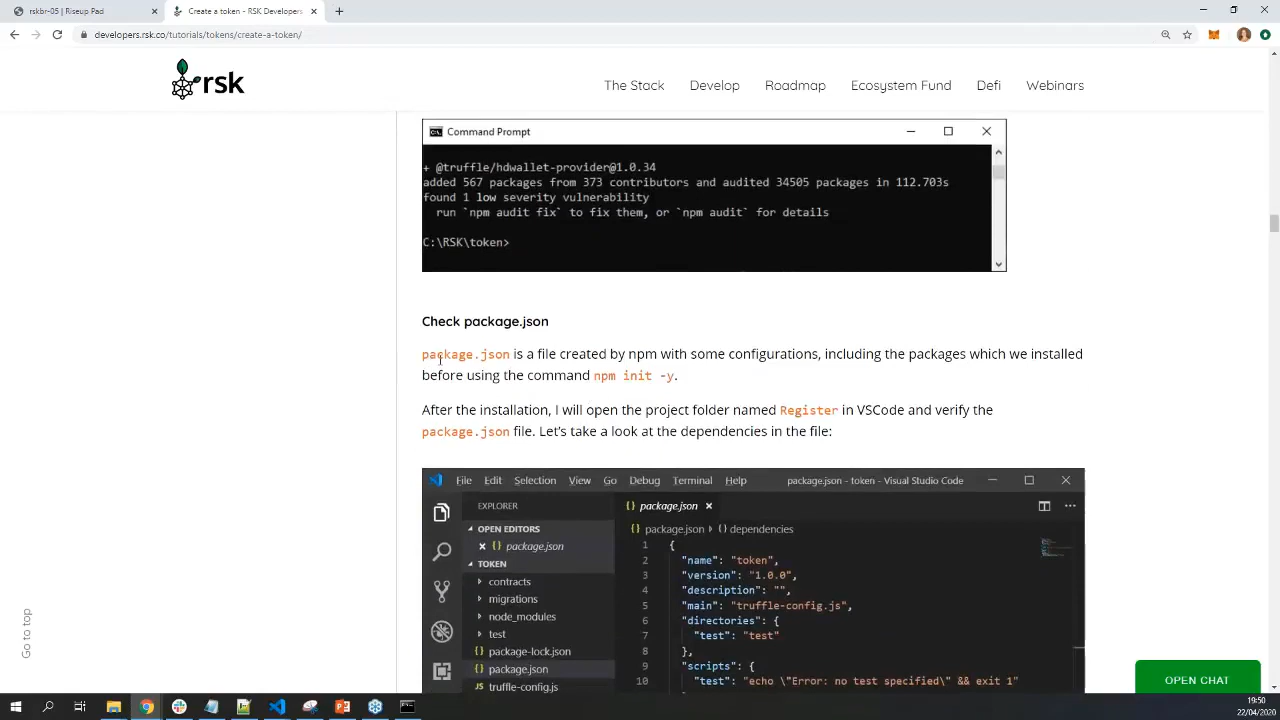 rskbr-05 | Riseup Pad
Create a token - RSK Developers
developers.rsk.co/tutorials/tokens/create-a-token/
rsk
The Stack
Develop
Roadmap
Ecosystem Fund
Defi
Webinars
Command Prompt
+ @truffle/hdwallet-provider@1.0.34
added 567 packages from 373 contributors and audited 34505 packages in 112.703s
found 1 low severity vulnerability
run `npm audit fix` to fix them, or `npm audit` for details
C:\RSK\token>
Check package.json
package.json is a file created by npm with some configurations, including the packages which we installed
before using the command npm init -y.
After the installation, I will open the project folder named Register in VSCode and verify the
package.json file. Let's take a look at the dependencies in the file:
File Edit Selection View Go Debug Terminal Help package.json - token - Visual Studio Code
EXPLORER
OPEN EDITORS
{} package.json
TOKEN
contracts
migrations
node_modules
test
{} package-lock.json
{} package.json
JS truffle-config.js
{} package.json
{} package.json › {} dependencies
1 {
2 "name": "token",
3 "version": "1.0.0",
4 "description": "",
5 "main": "truffle-config.js",
6 "directories": {
7 "test": "test"
8 },
9 "scripts": {
10 "test": "echo \"Error: no test specified\" && exit 1"
Go to top
OPEN CHAT
19:50
22/04/2020